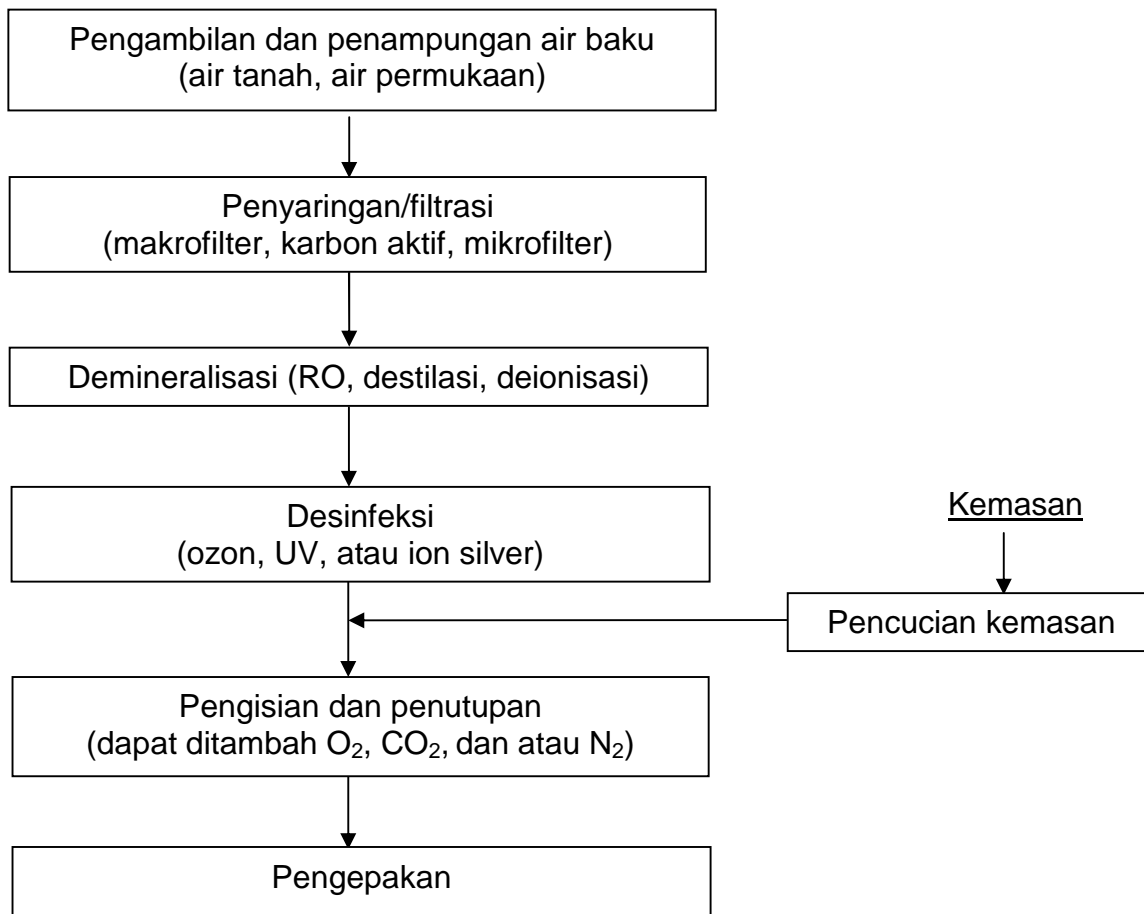 Pengambilan dan penampungan air baku
(air tanah, air permukaan)
Penyaringan/filtrasi
(makrofilter, karbon aktif, mikrofilter)
Demineralisasi (RO, destilasi, deionisasi)
Desinfeksi
(ozon, UV, atau ion silver)
Kemasan
Pencucian kemasan
Pengisian dan penutupan
(dapat ditambah O₂, CO₂, dan atau N₂)
Pengepakan